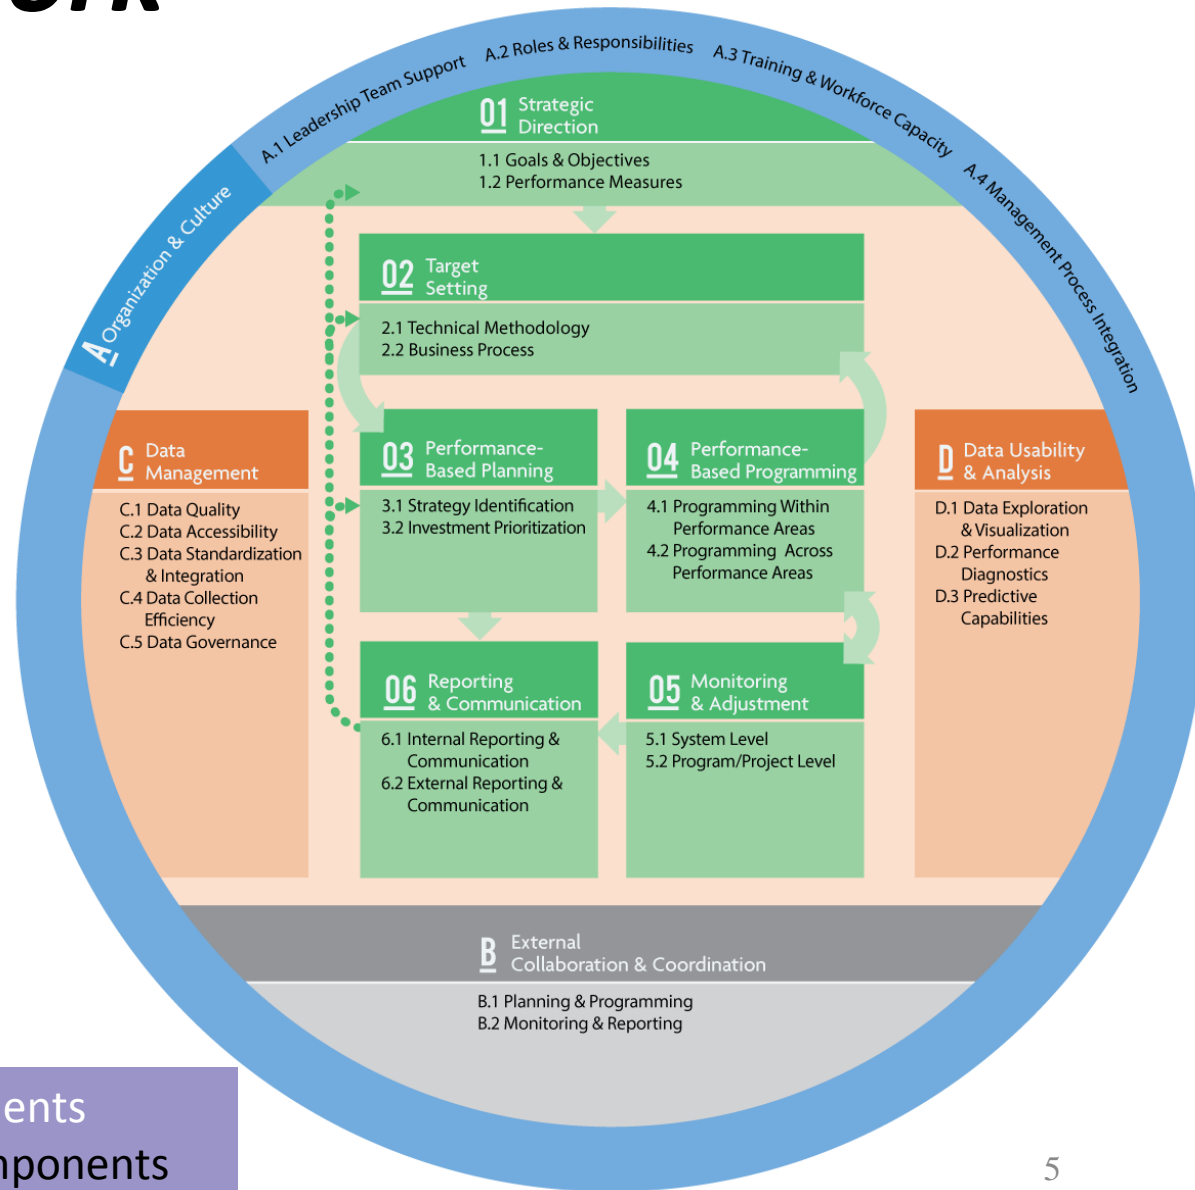 A.1 Leadership Team Support
A.2 Roles & Responsibilities
A.3 Training & Workforce Capacity
A.4 Management Process Integration
A Organization & Culture
01 Strategic
Direction
1.1 Goals & Objectives
1.2 Performance Measures
02 Target
Setting
2.1 Technical Methodology
2.2 Business Process
C Data
Management
C.1 Data Quality
C.2 Data Accessibility
C.3 Data Standardization
& Integration
C.4 Data Collection
Efficiency
C.5 Data Governance
03 Performance-
Based Planning
3.1 Strategy Identification
3.2 Investment Prioritization
04 Performance-
Based Programming
4.1 Programming Within
Performance Areas
4.2 Programming Across
Performance Areas
D Data Usability
& Analysis
D.1 Data Exploration
& Visualization
D.2 Performance
Diagnostics
D.3 Predictive
Capabilities
06 Reporting
& Communication
6.1 Internal Reporting &
Communication
6.2 External Reporting &
Communication
05 Monitoring
& Adjustment
5.1 System Level
5.2 Program/Project Level
B External
Collaboration & Coordination
B.1 Planning & Programming
B.2 Monitoring & Reporting
ents
ponents
5